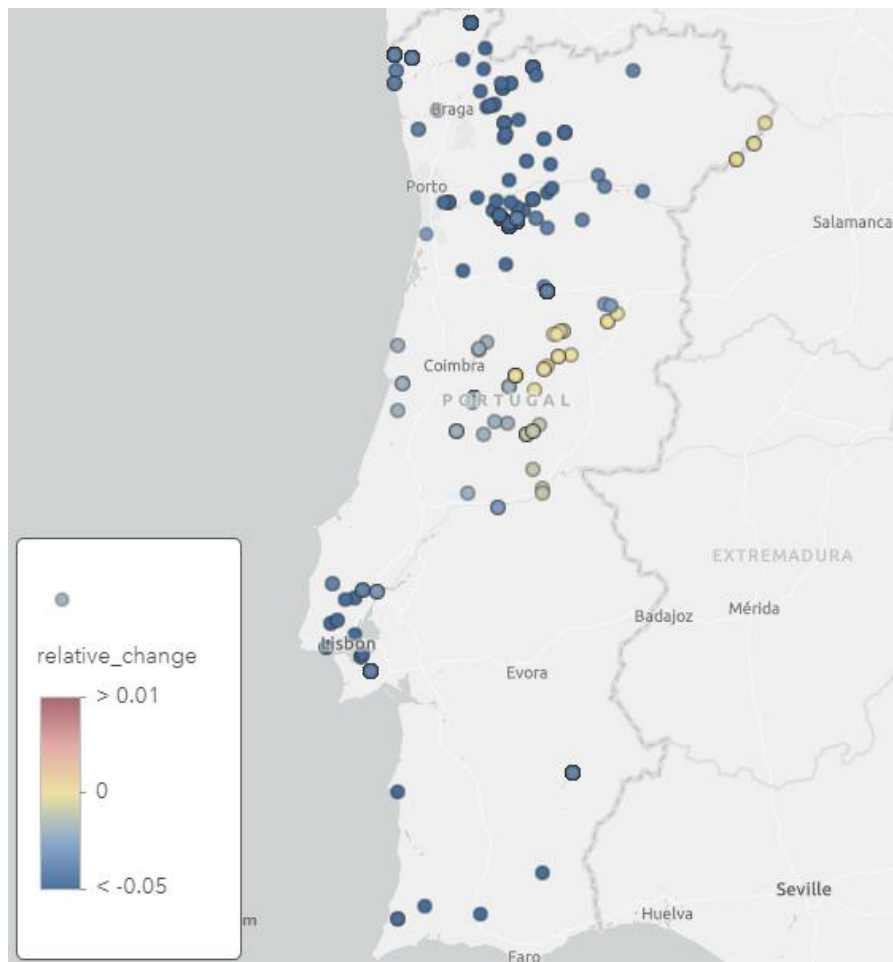 Braga
Porto
Salamanca
Coimbra
PORTUGAL
EXTREMADURA
Badajoz
Mérida
Lisbon
Evora
Seville
Huelva
Faro
m
relative_change
> 0.01
0
< -0.05